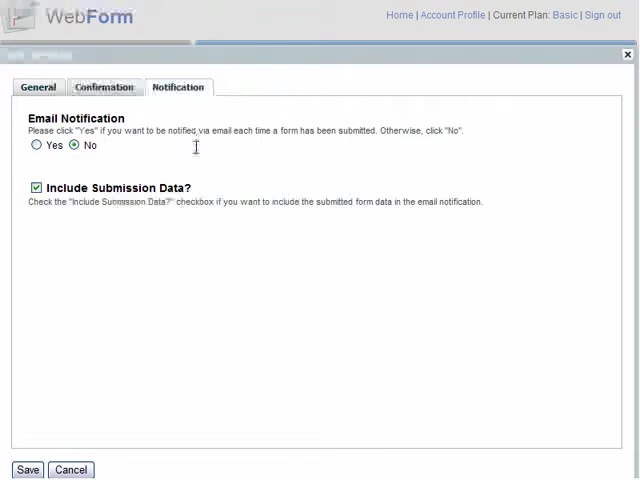 WebForm
Home | Account Profile | Current Plan: Basic | Sign out
General Confirmation Notification
Email Notification
Please click "Yes" if you want to be notified via email each time a form has been submitted. Otherwise, click "No".
Yes No
Include Submission Data?
Check the "Include Submission Data?" checkbox if you want to include the submitted form data in the email notification.
Save Cancel